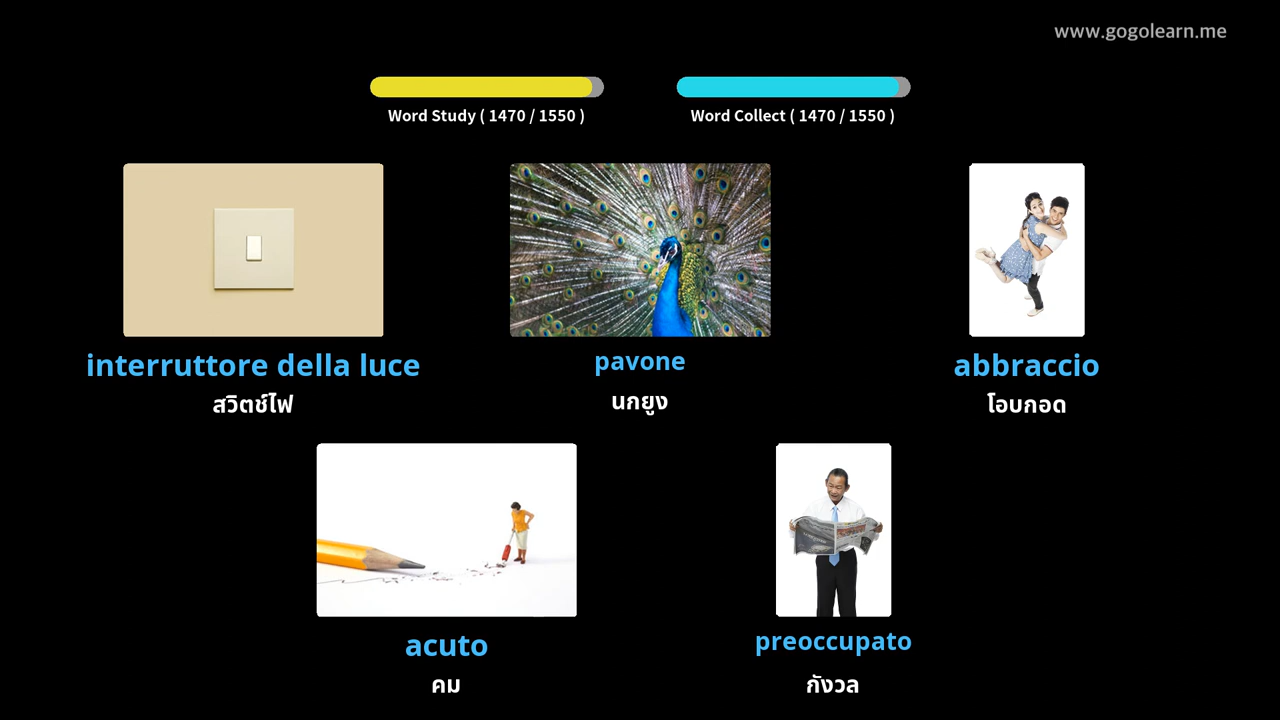 www.gogolearn.me
Word Study ( 1470 / 1550 )
Word Collect ( 1470 / 1550 )
interruttore della luce
pavone
abbraccio
สวิตช์ไฟ
นกยูง
โอบกอด
acuto
preoccupato
คม
กังวล